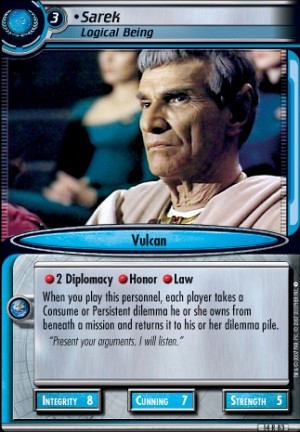 3 •Sarek
Logical Being
Vulcan
2 Diplomacy Honor Law
When you play this personnel, each player takes a
Consume or Persistent dilemma he or she owns from
beneath a mission and returns it to his or her dilemma pile.
"Present your arguments. I will listen."
INTEGRITY 8 CUNNING 7 STRENGTH 5
14 R 63